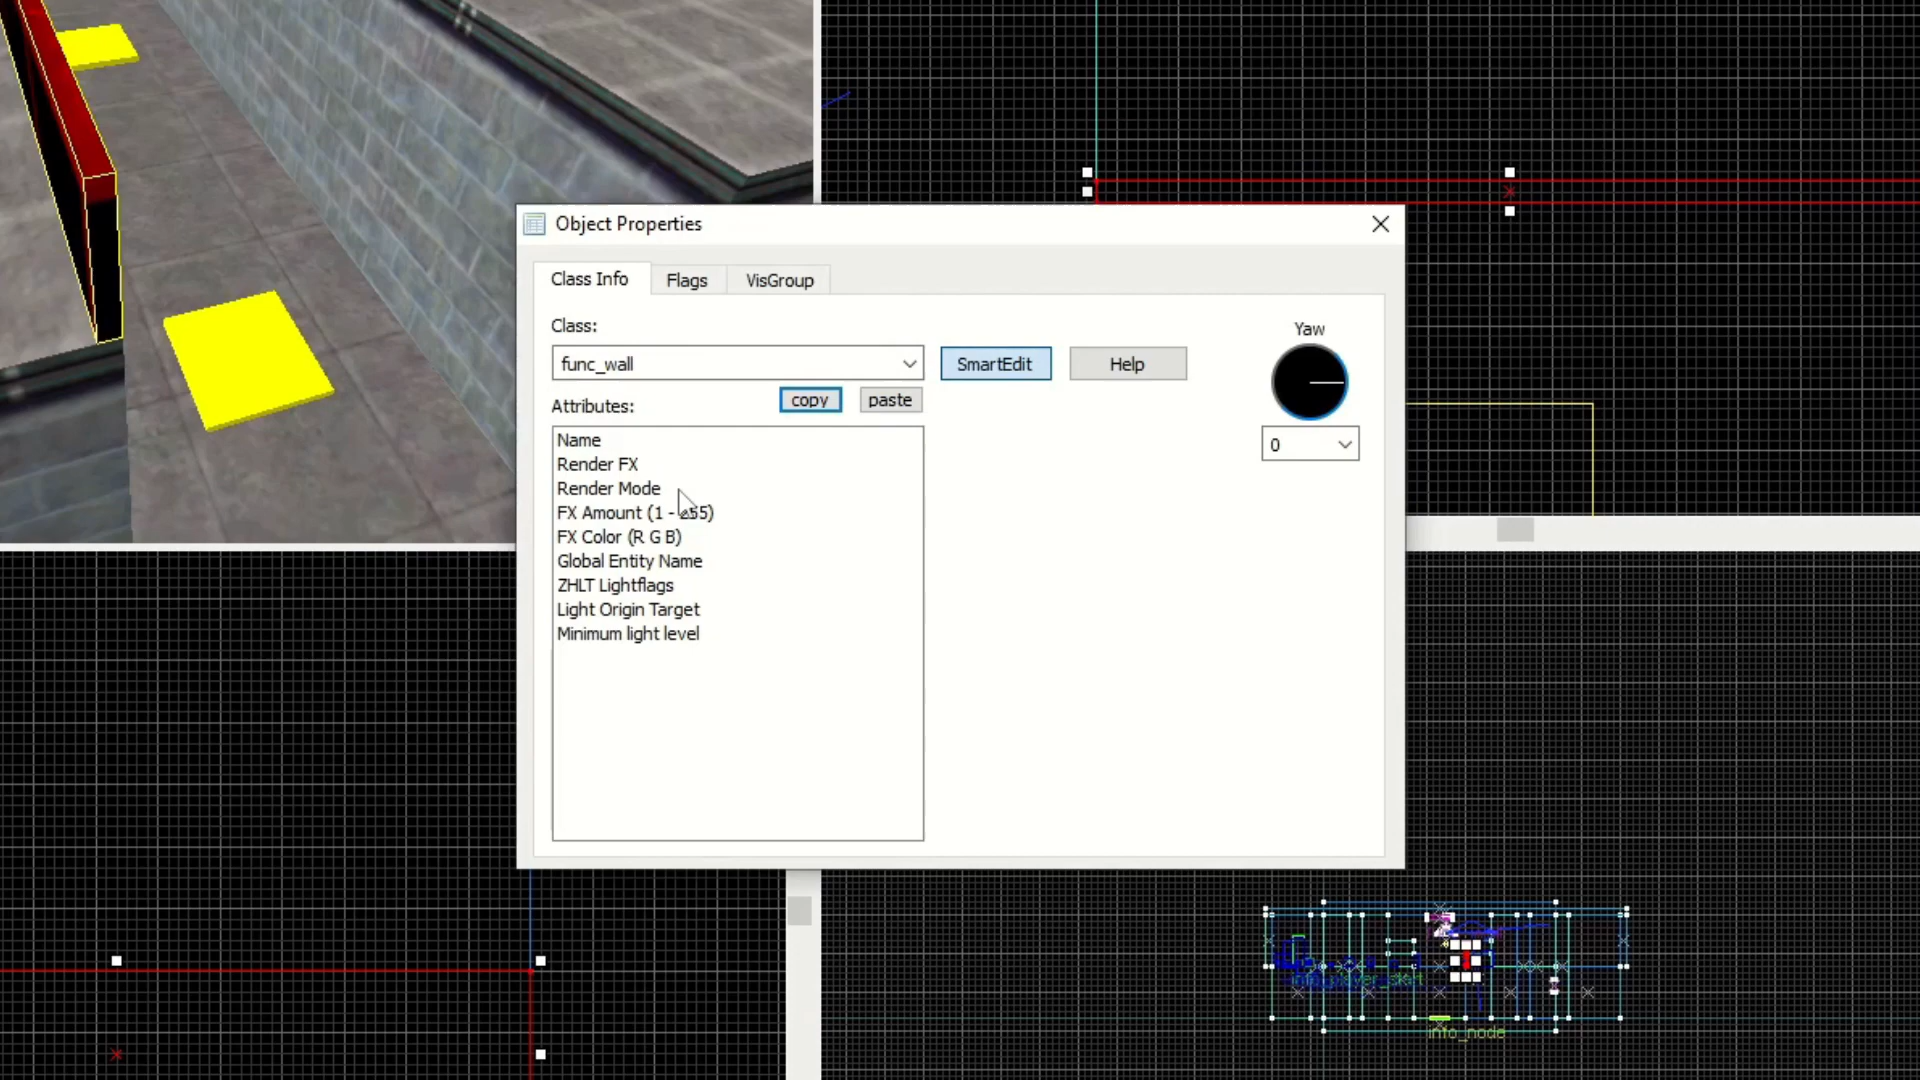 Object Properties
Class Info
Flags
VisGroup
Class:
Yaw
func_wall
SmartEdit
Help
Attributes:
copy
paste
0
Name
Render FX
Render Mode
FX Amount (1 - 255)
FX Color (R G B)
Global Entity Name
ZHLT Lightflags
Light Origin Target
Minimum light level
info_node